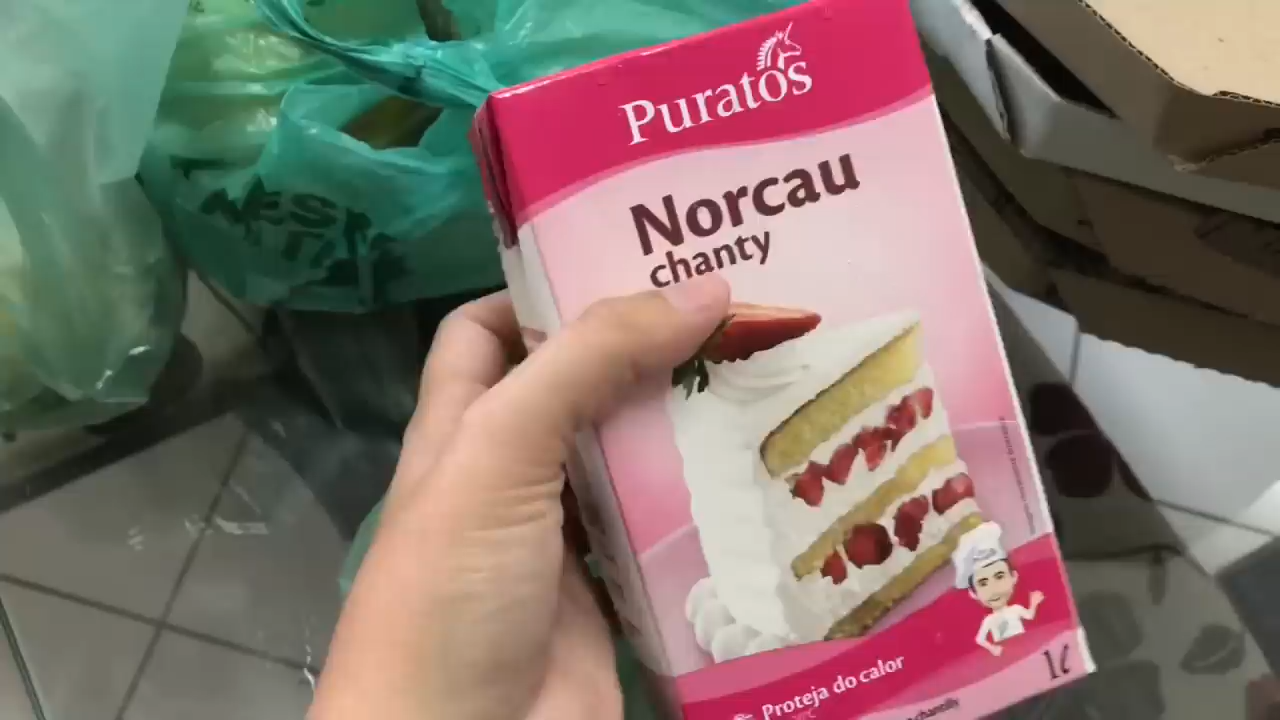 Puratos
Norcau
chanty
Proteja do calor
1ℓ